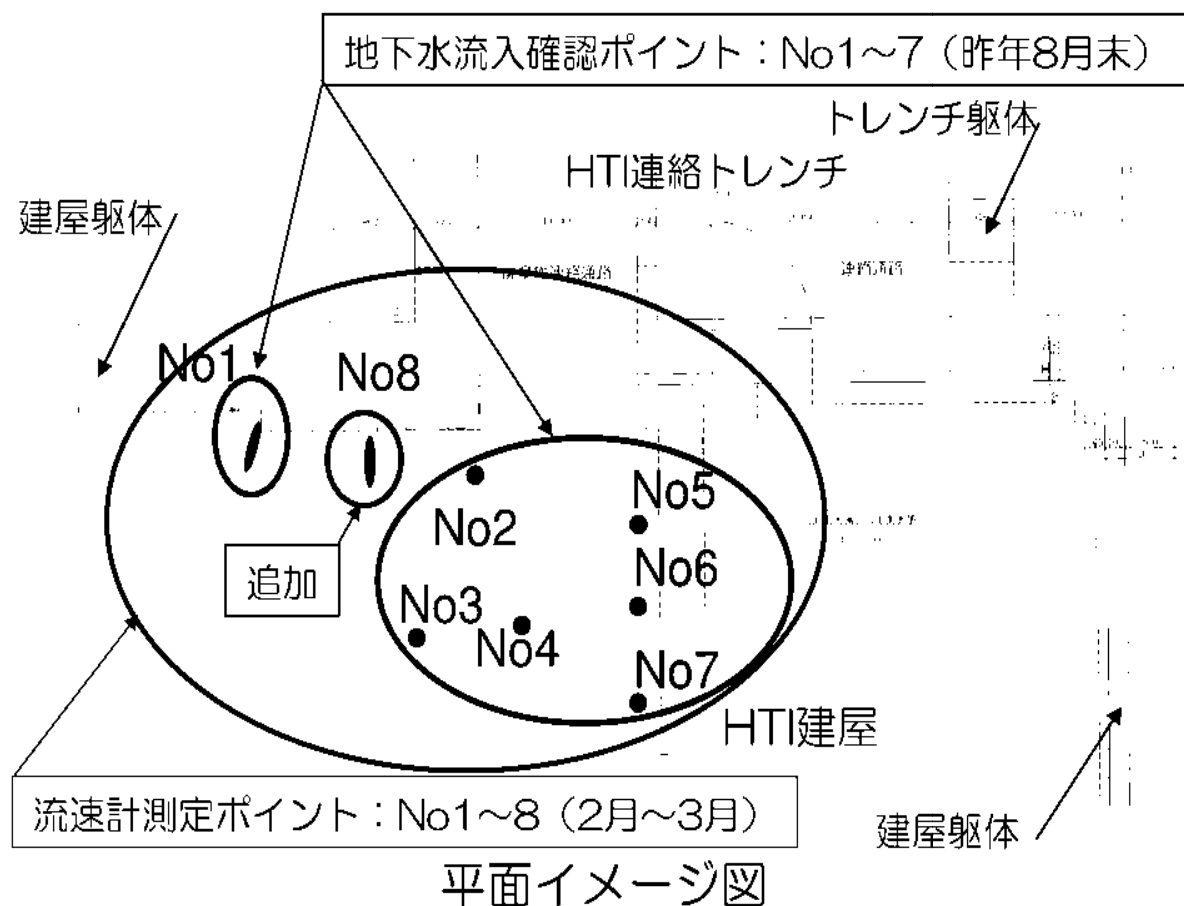 地下水流入確認ポイント：No1～7（昨年8月末）
トレンチ躯体
HTI連絡トレンチ
建屋躯体
連絡通路
No1
No8
No5
No2
No6
追加
No3
No4
No7
HTI建屋
流速計測定ポイント：No1～8（2月～3月）
建屋躯体
平面イメージ図